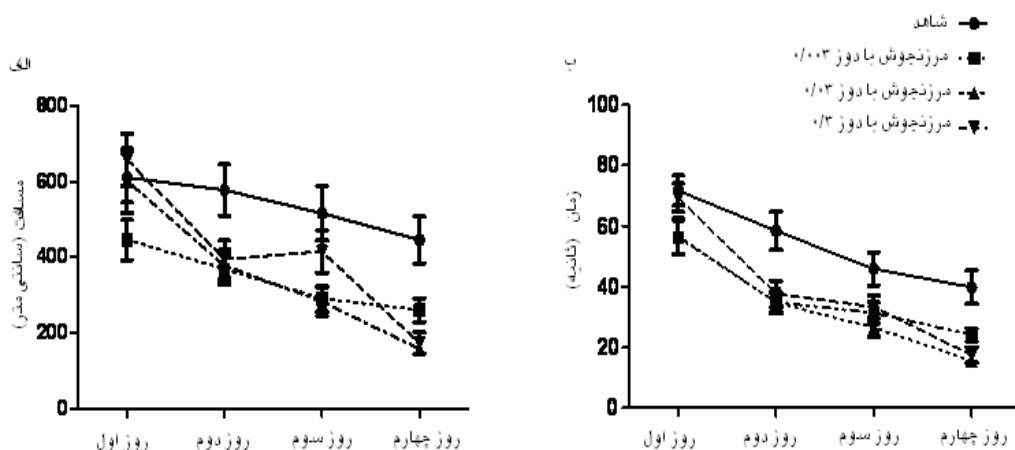 شاهد
مرزنجوش با دوز ۰/۰۰۳
مرزنجوش با دوز ۰/۰۳
مرزنجوش با دوز ۰/۳
الف
مسافت (سانتی متر)
800
600
400
200
0
روز اول
روز دوم
روز سوم
روز چهارم
ب
زمان (ثانیه)
100
80
60
40
20
0
روز اول
روز دوم
روز سوم
روز چهارم